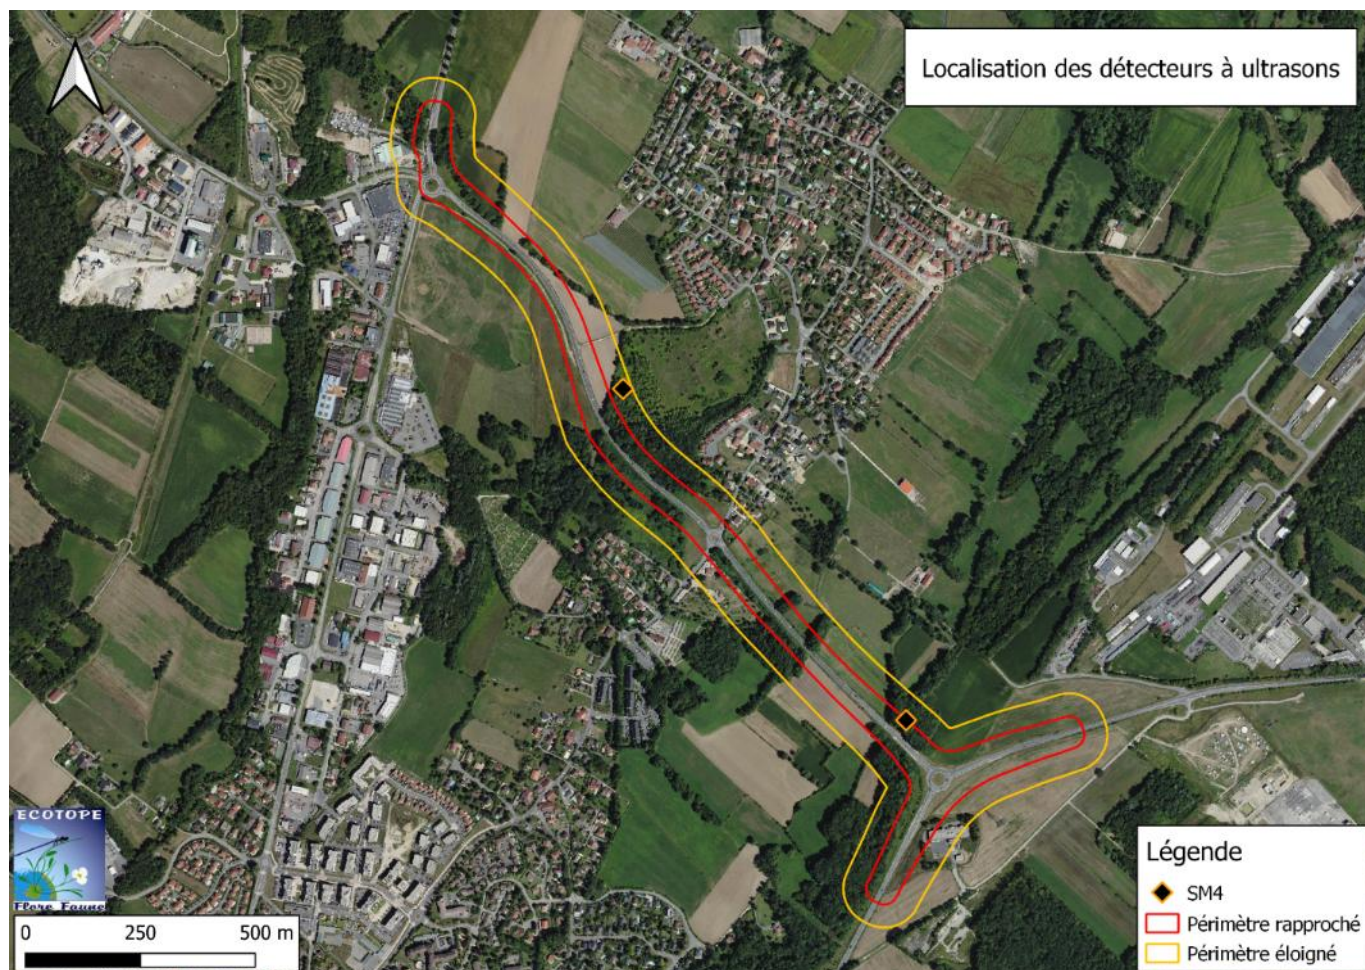 Localisation des détecteurs à ultrasons
ECOTOPE
Flore Faune
0 250 500 m
Légende
SM4
Périmètre rapproché
Périmètre éloigné